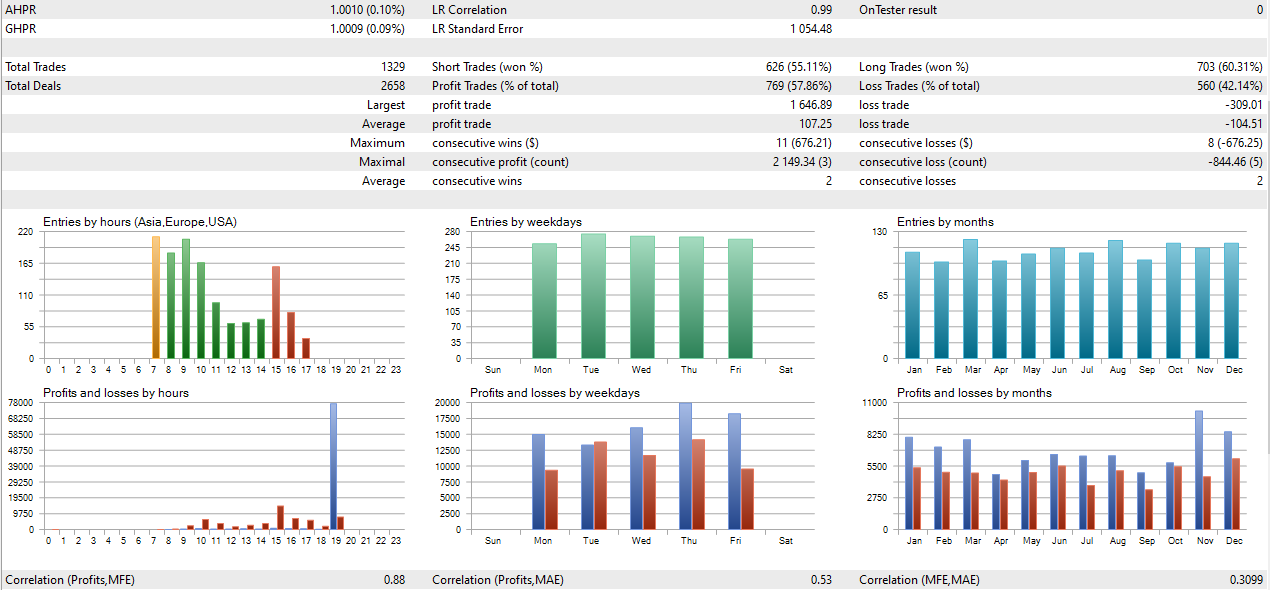 AHPR 1.0010 (0.10%) LR Correlation 0.99 OnTester result 0
GHPR 1.0009 (0.09%) LR Standard Error 1 054.48
Total Trades 1329 Short Trades (won %) 626 (55.11%) Long Trades (won %) 703 (60.31%)
Total Deals 2658 Profit Trades (% of total) 769 (57.86%) Loss Trades (% of total) 560 (42.14%)
Largest profit trade 1 646.89 loss trade -309.01
Average profit trade 107.25 loss trade -104.51
Maximum consecutive wins ($) 11 (676.21) consecutive losses ($) 8 (-676.25)
Maximal consecutive profit (count) 2 149.34 (3) consecutive loss (count) -844.46 (5)
Average consecutive wins 2 consecutive losses 2
Entries by hours (Asia,Europe,USA)
220
165
110
55
0
0 1 2 3 4 5 6 7 8 9 10 11 12 13 14 15 16 17 18 19 20 21 22 23
Entries by weekdays
280
245
210
175
140
105
70
35
0
Sun Mon Tue Wed Thu Fri Sat
Entries by months
130
65
0
Jan Feb Mar Apr May Jun Jul Aug Sep Oct Nov Dec
Profits and losses by hours
78000
68250
58500
48750
39000
29250
19500
9750
0
0 1 2 3 4 5 6 7 8 9 10 11 12 13 14 15 16 17 18 19 20 21 22 23
Profits and losses by weekdays
20000
17500
15000
12500
10000
7500
5000
2500
0
Sun Mon Tue Wed Thu Fri Sat
Profits and losses by months
11000
8250
5500
2750
0
Jan Feb Mar Apr May Jun Jul Aug Sep Oct Nov Dec
Correlation (Profits,MFE) 0.88 Correlation (Profits,MAE) 0.53 Correlation (MFE,MAE) 0.3099